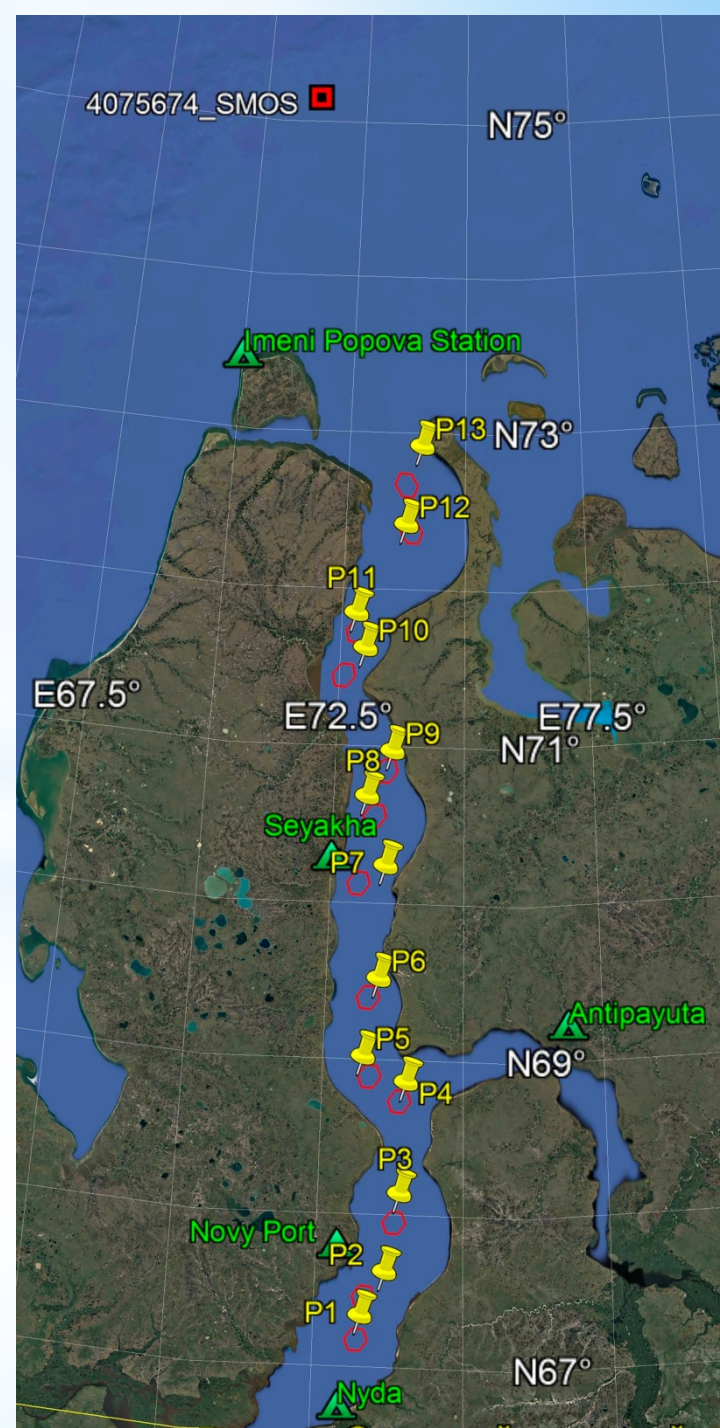 4075674_SMOS
N75°
Imeni Popova Station
P13
N73°
P12
P11
P10
E67.5°
E72.5°
E77.5°
P9
N71°
P8
Seyakha
P7
P6
Antipayuta
P5
N69°
P4
P3
Novy Port
P2
P1
N67°
Nyda